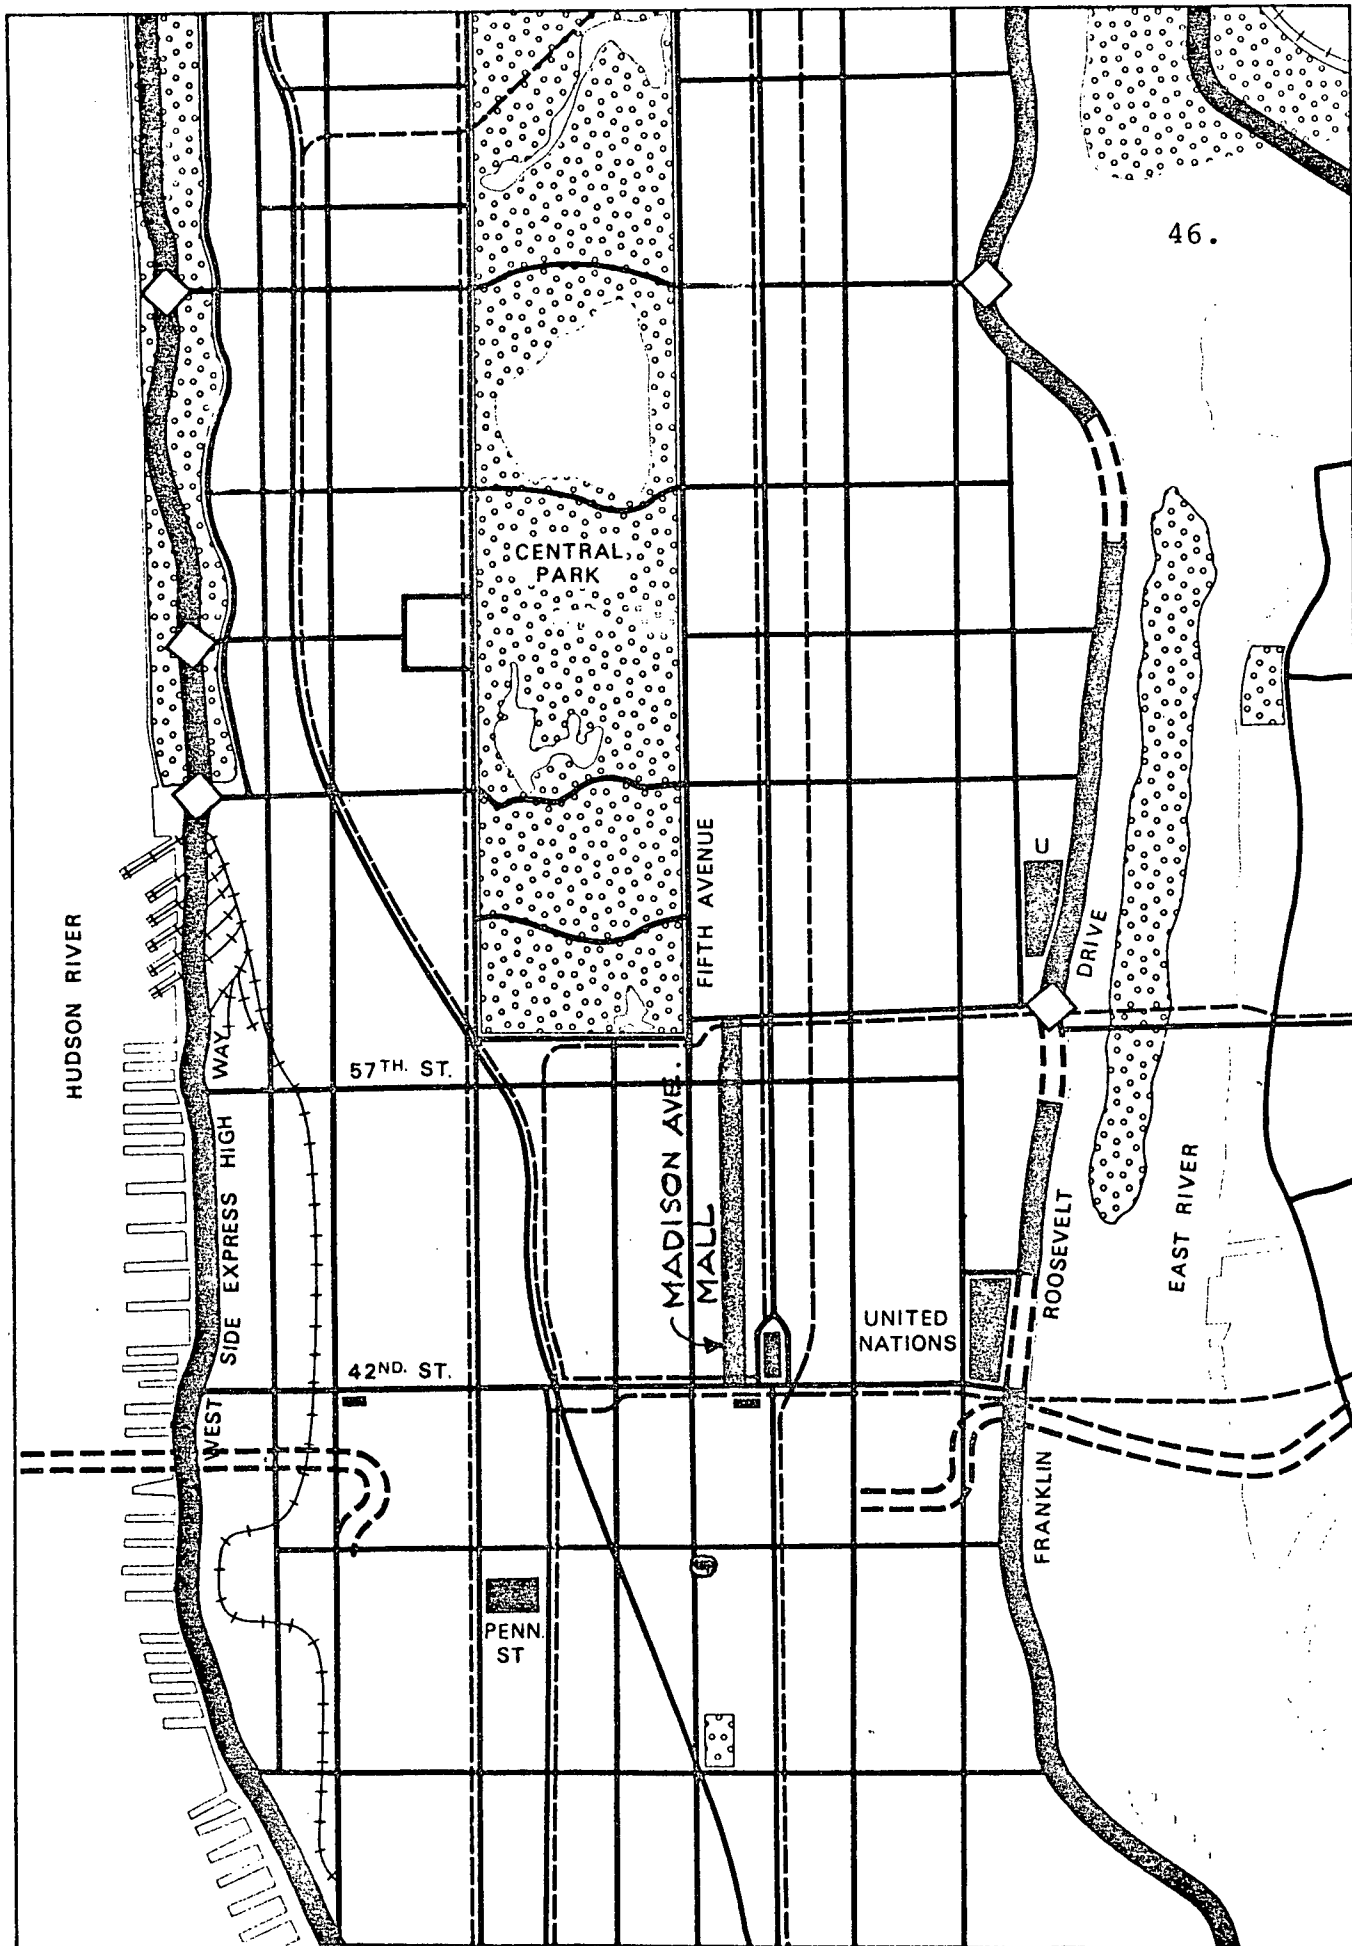 46.
CENTRAL
PARK
FIFTH AVENUE
U
DRIVE
HUDSON RIVER
WEST SIDE EXPRESS HIGH WAY
57TH. ST.
MADISON AVE.
MALL
ROOSEVELT
EAST RIVER
UNITED
NATIONS
42ND. ST.
FRANKLIN
PENN.
ST